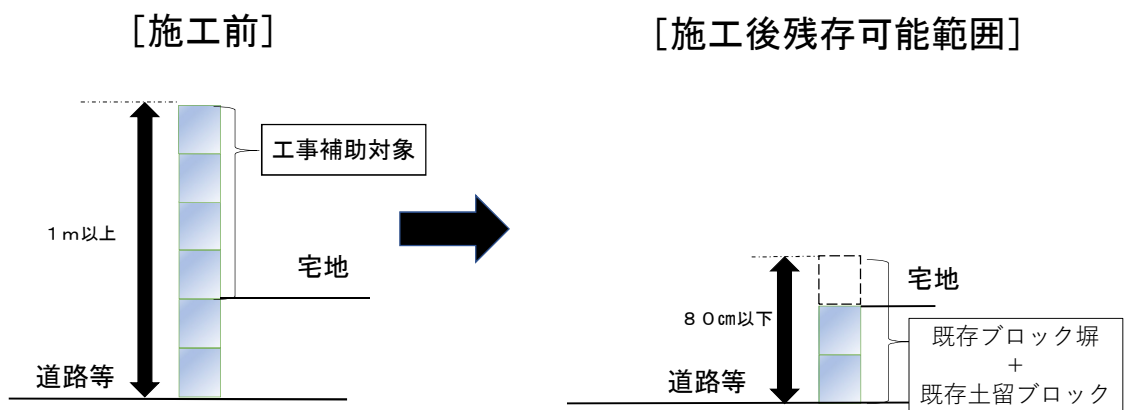 ［施工前］
［施工後残存可能範囲］
工事補助対象
１ｍ以上
宅地
道路等
宅地
８０㎝以下
道路等
既存ブロック塀
+
既存土留ブロック